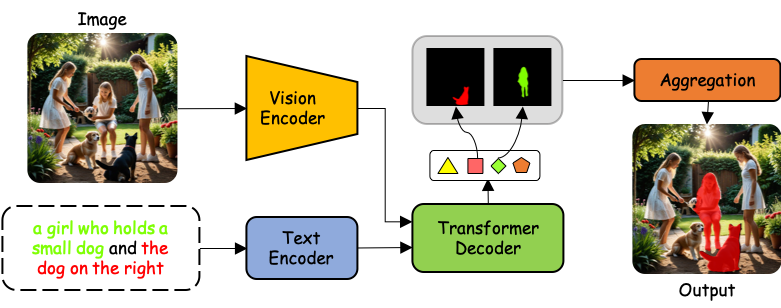 Image
Vision
Encoder
Aggregation
a girl who holds a
small dog and the
dog on the right
Text
Encoder
Transformer
Decoder
Output